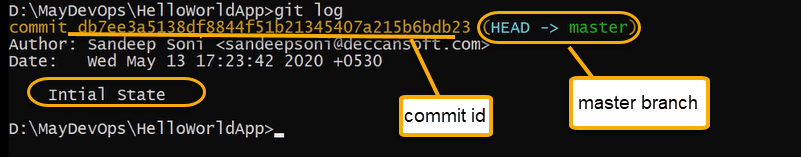 D:\MayDevOps\HelloWorldApp>git log
commit db7ee3a5138df8844f51b21345407a215b6bdb23 (HEAD -> master)
Author: Sandeep Soni <sandeepsoni@deccansoft.com>
Date:   Wed May 13 17:23:42 2020 +0530
Intial State
commit id
master branch
D:\MayDevOps\HelloWorldApp>